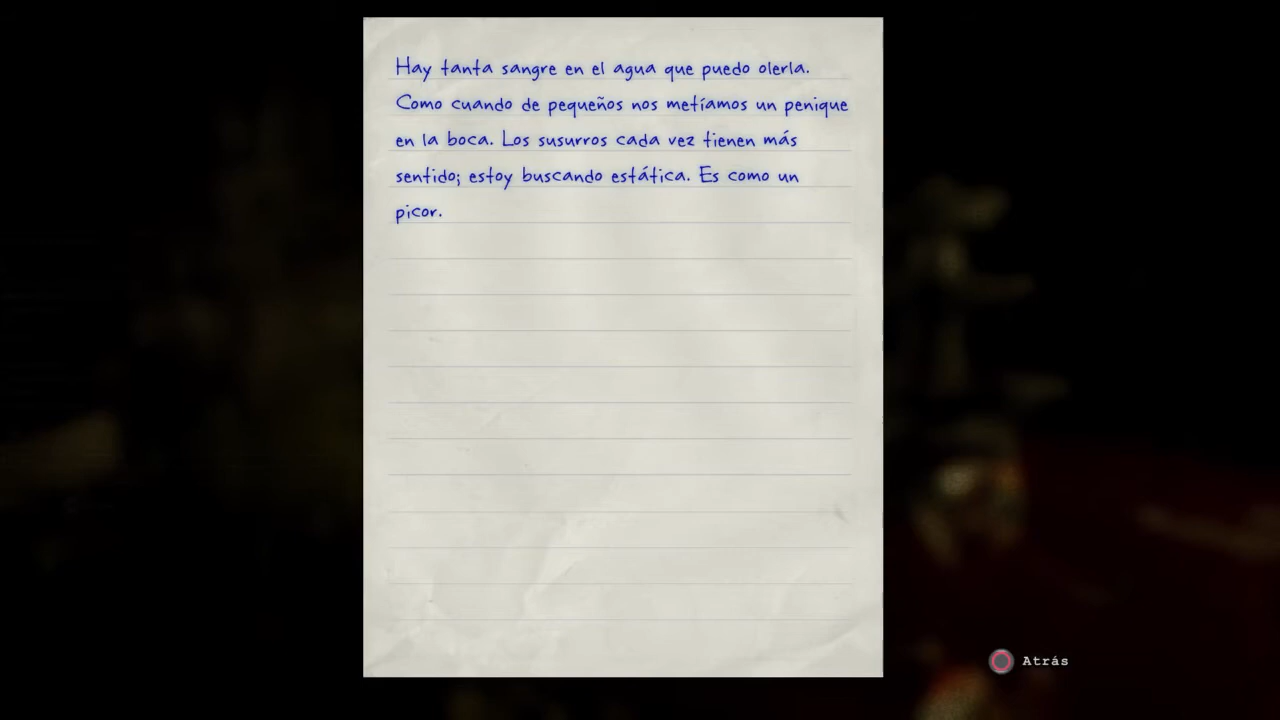 Hay tanta sangre en el agua que puedo olerla.
Como cuando de pequeños nos metíamos un penique
en la boca. Los susurros cada vez tienen más
sentido; estoy buscando estática. Es como un
picor.
Atrás